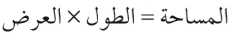 المساحة = الطول × العرض